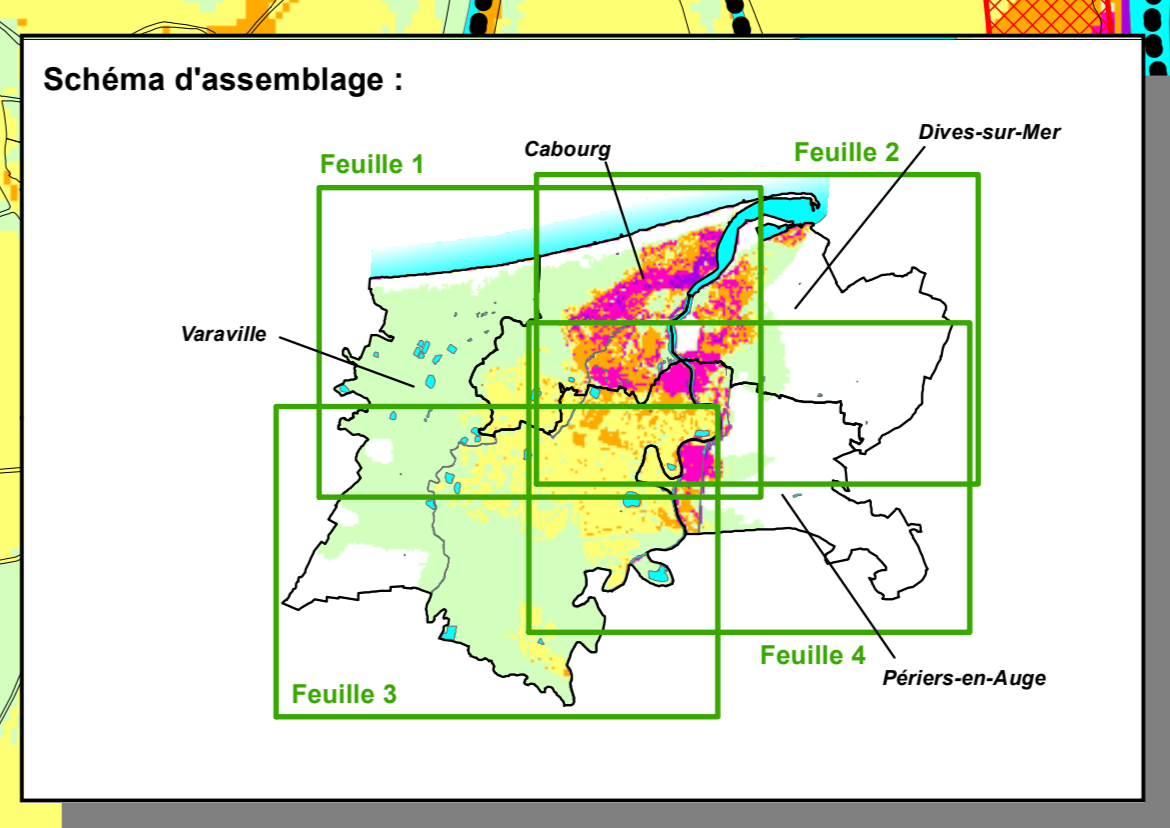 Schéma d'assemblage :
Dives-sur-Mer
Cabourg
Feuille 2
Feuille 1
Varaville
Feuille 4
Périers-en-Auge
Feuille 3